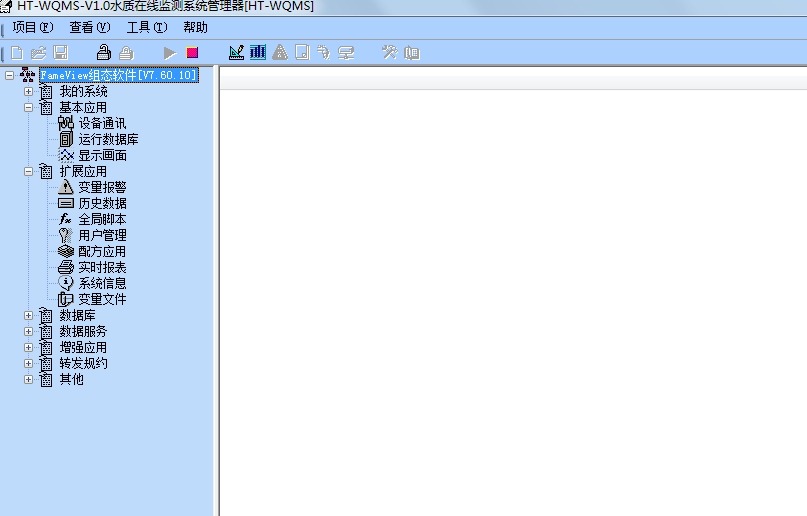 HT-WQMS-V1.0水质在线监测系统管理器[HT-WQMS]
项目(F) 查看(V) 工具(T) 帮助
FameView组态软件[V7.60.10]
我的系统
基本应用
设备通讯
运行数据库
显示画面
扩展应用
变量报警
历史数据
全局脚本
用户管理
配方应用
实时报表
系统信息
变量文件
数据库
数据服务
增强应用
转发规约
其他